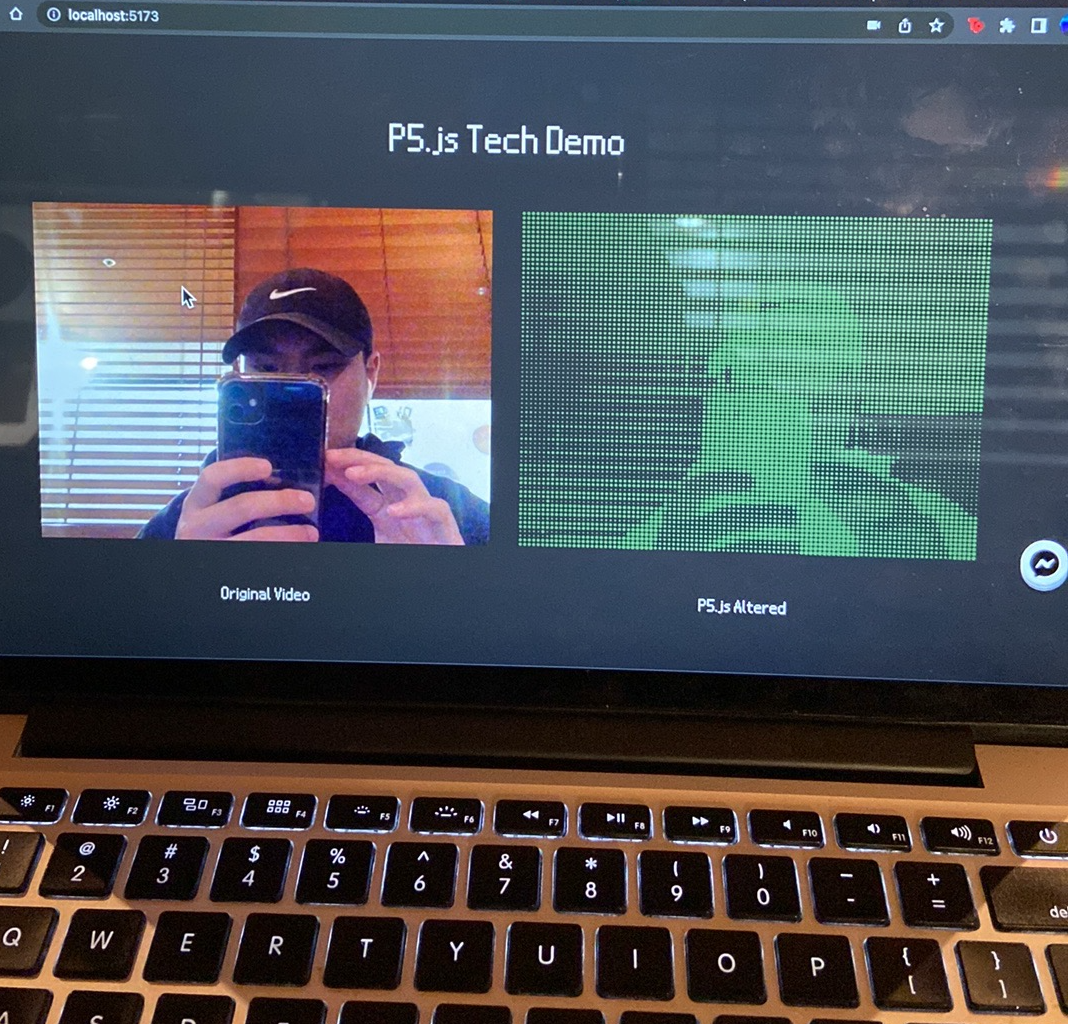 localhost:5173
P5.js Tech Demo
Original Video
P5.js Altered
F1 F2 F3 F4 F5 F6 F7 F8 F9 F10 F11 F12
! @ # $ % ^ & * ( ) _ +
2 3 4 5 6 7 8 9 0 - =
del
Q W E R T Y U I O P { [ } ]
A S D